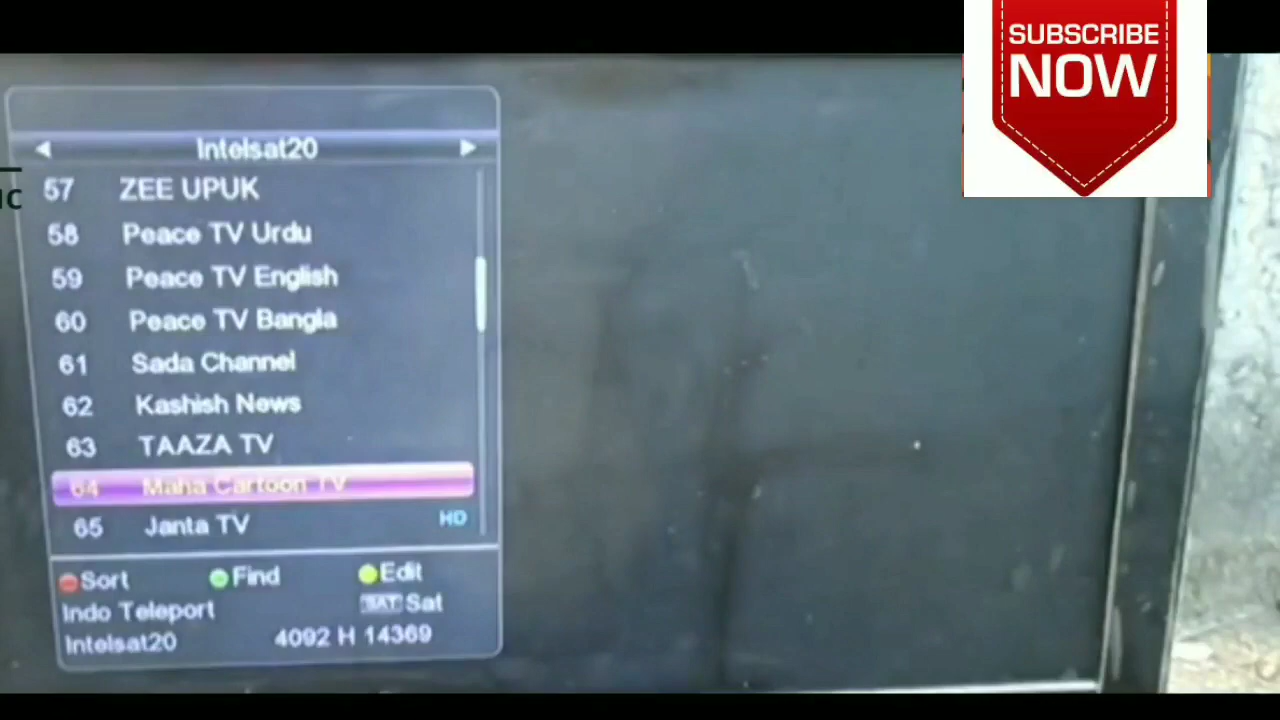 SUBSCRIBE
NOW
Intelsat20
IC
57 ZEE UPUK
58 Peace TV Urdu
59 Peace TV English
60 Peace TV Bangla
61 Sada Channel
62 Kashish News
63 TAAZA TV
64 Maha Cartoon TV
65 Janta TV HD
Sort Find Edit
Indo Teleport SAT Sat
Intelsat20 4092 H 14369